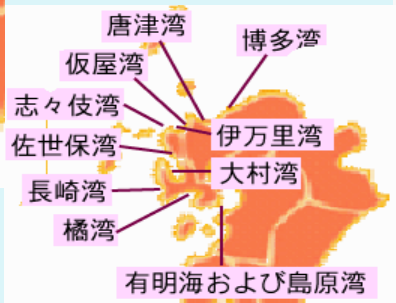 唐津湾
博多湾
仮屋湾
志々伎湾
伊万里湾
佐世保湾
大村湾
長崎湾
橘湾
有明海および島原湾